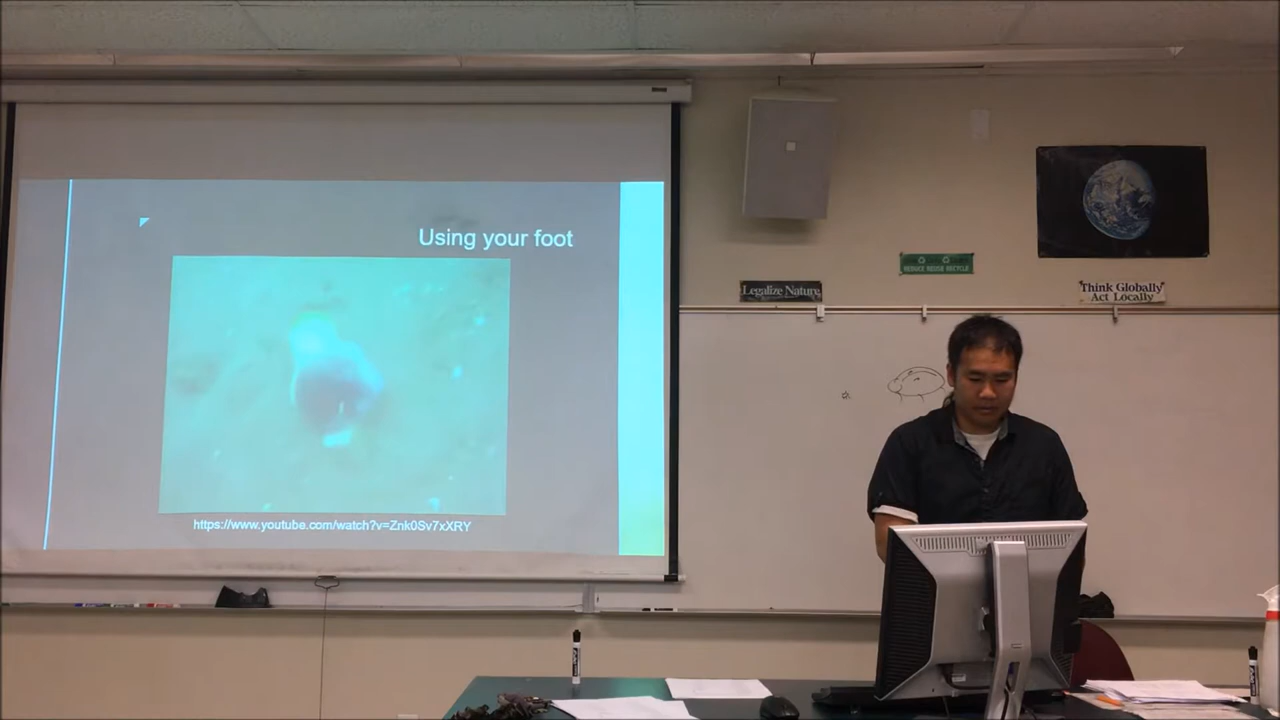 Using your foot
https://www.youtube.com/watch?v=Znk0Sv7xXRY
Legalize Nature
REDUCE REUSE RECYCLE
Think Globally
Act Locally